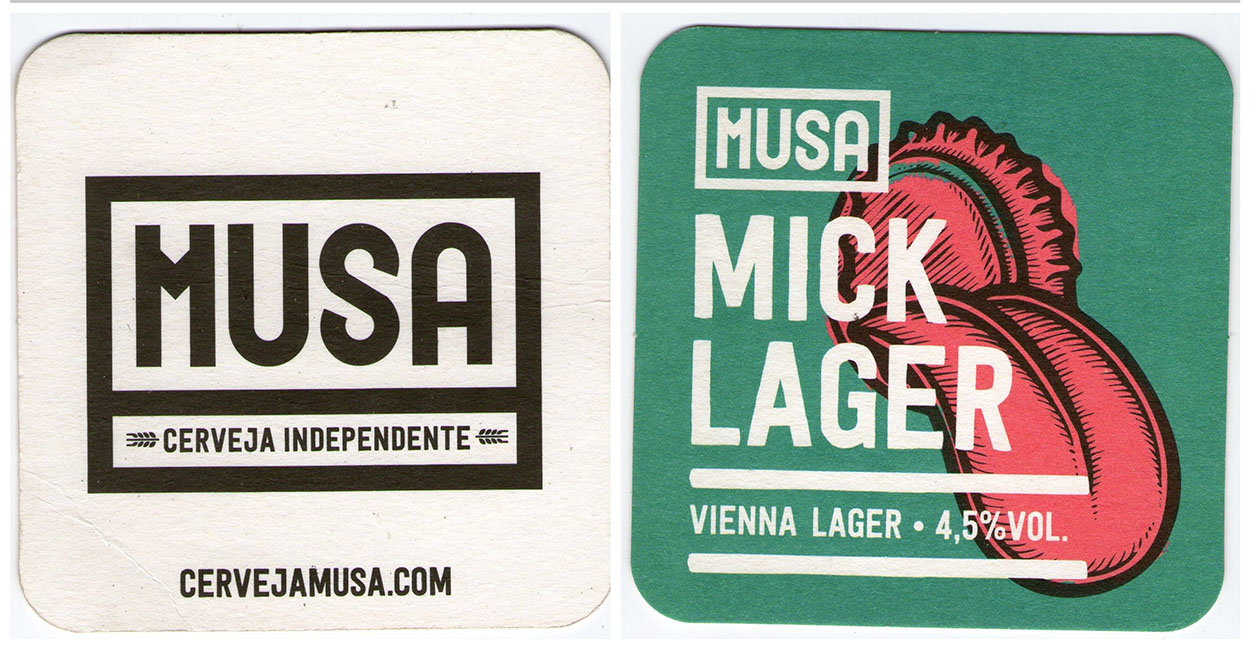 MUSA
CERVEJA INDEPENDENTE
CERVEJAMUSA.COM
MUSA
MICK
LAGER
VIENNA LAGER • 4,5%VOL.